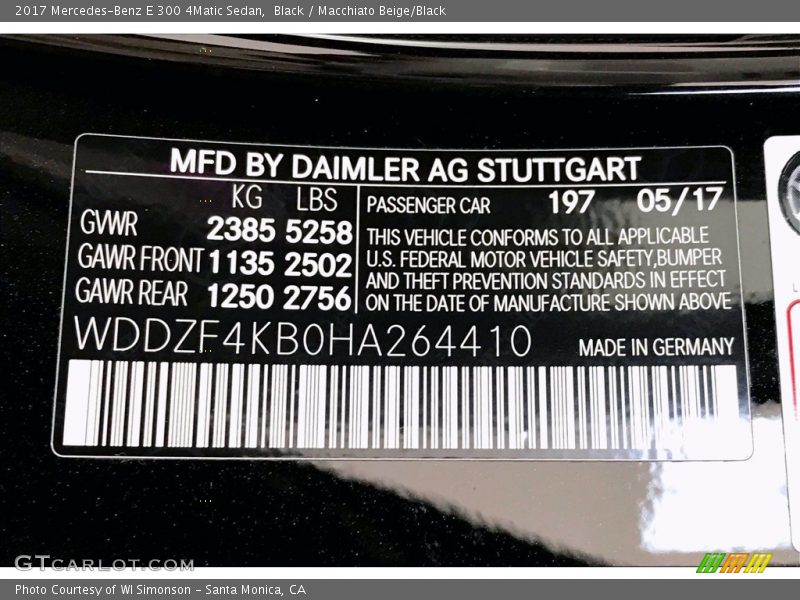 2017 Mercedes-Benz E 300 4Matic Sedan, Black / Macchiato Beige/Black
MFD BY DAIMLER AG STUTTGART
KG LBS
GVWR 2385 5258
GAWR FRONT 1135 2502
GAWR REAR 1250 2756
PASSENGER CAR 197 05/17
THIS VEHICLE CONFORMS TO ALL APPLICABLE
U.S. FEDERAL MOTOR VEHICLE SAFETY, BUMPER
AND THEFT PREVENTION STANDARDS IN EFFECT
ON THE DATE OF MANUFACTURE SHOWN ABOVE
WDDZF4KB0HA264410 MADE IN GERMANY
GTCARLOT.COM
Photo Courtesy of WI Simonson - Santa Monica, CA